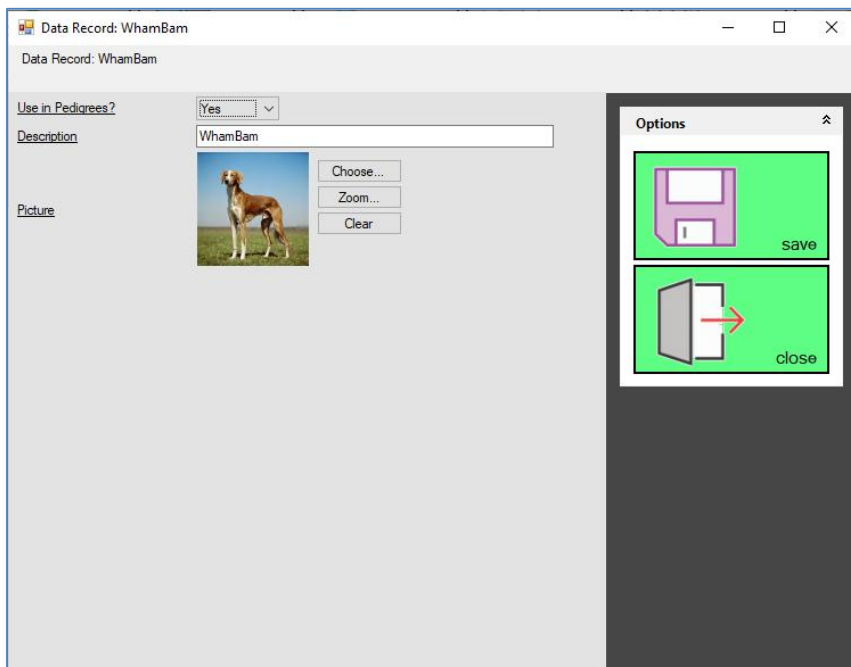 Data Record: WhamBam
Data Record: WhamBam
Use in Pedigrees? Yes
Description WhamBam
Picture
Choose...
Zoom...
Clear
Options
save
close